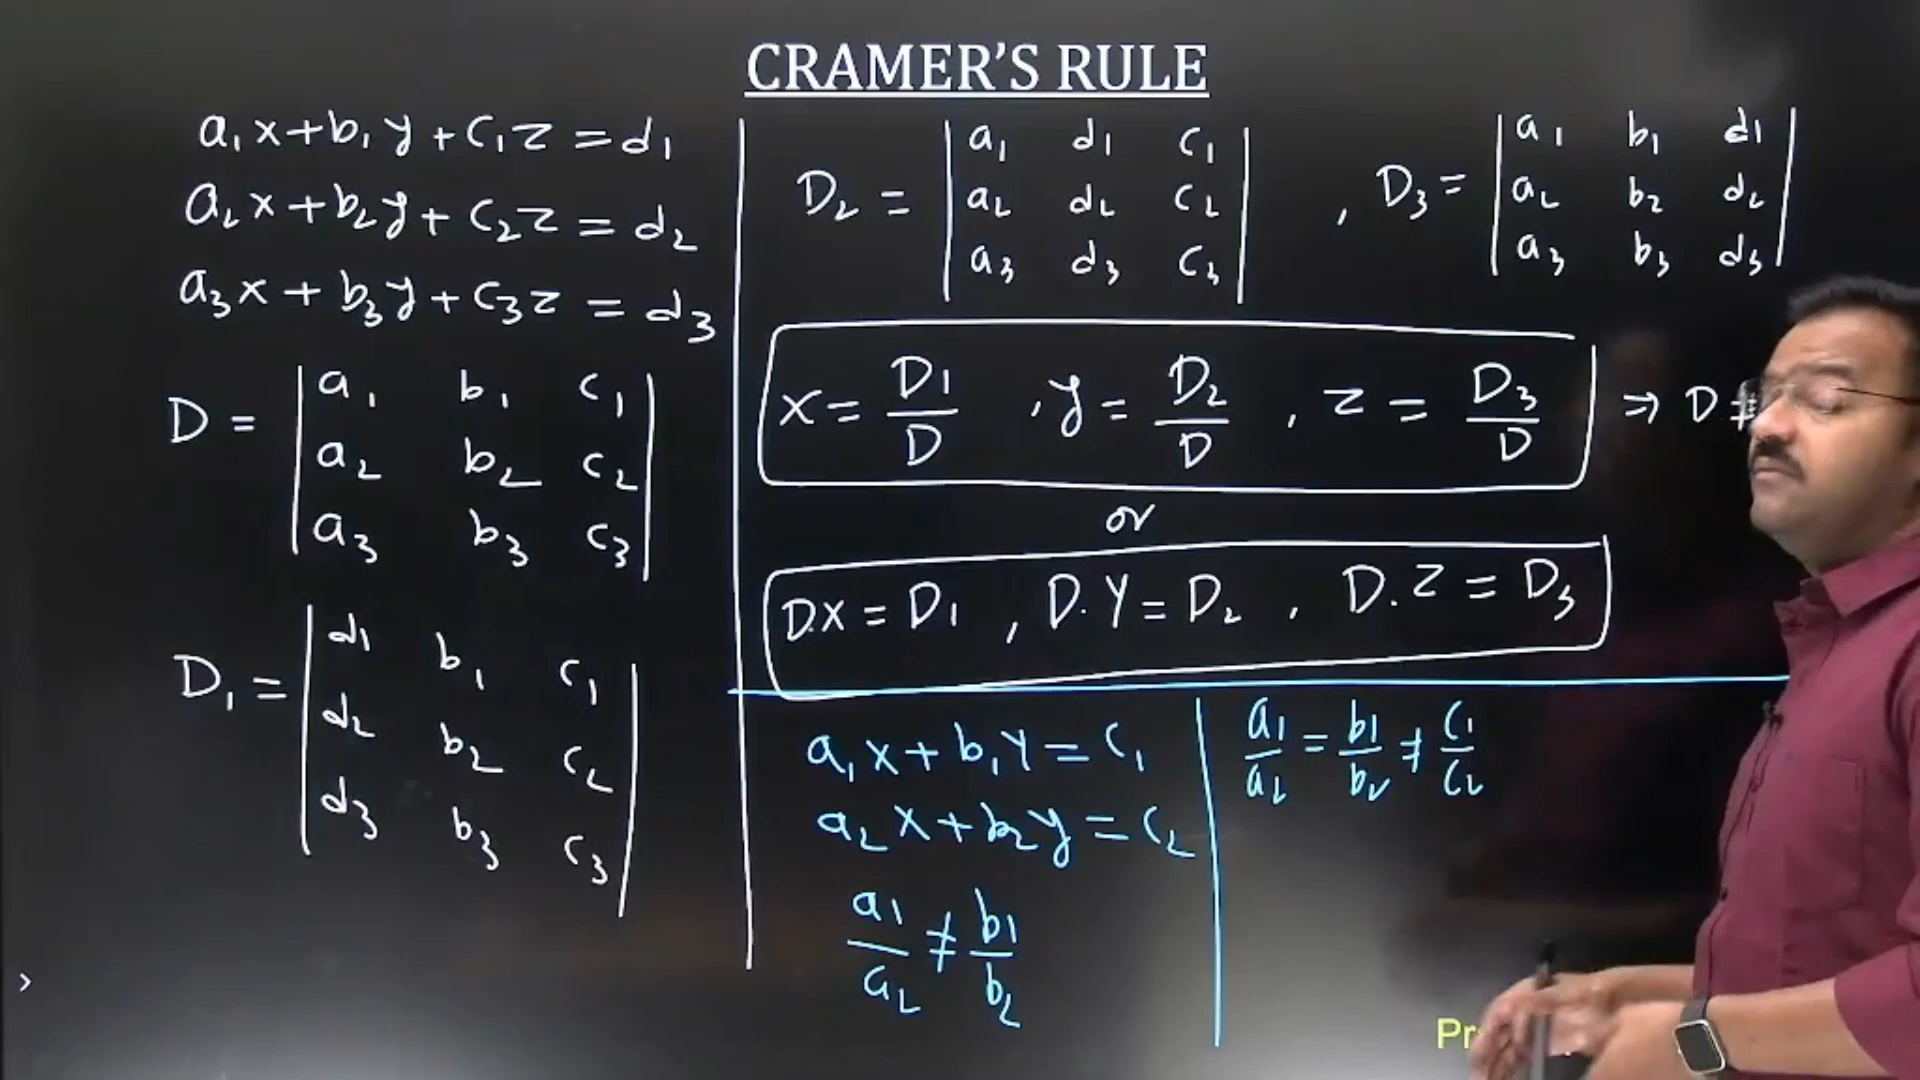 CRAMER'S RULE
a₁x+b₁y+c₁z=d₁
a₂x+b₂y+c₂z=d₂
a₃x+b₃y+c₃z=d₃
D =
a₁ b₁ c₁
a₂ b₂ c₂
a₃ b₃ c₃
D₁ =
d₁ b₁ c₁
d₂ b₂ c₂
d₃ b₃ c₃
D₂ =
a₁ d₁ c₁
a₂ d₂ c₂
a₃ d₃ c₃
, D₃ =
a₁ b₁ d₁
a₂ b₂ d₂
a₃ b₃ d₃
x = D₁/D , y = D₂/D , z = D₃/D ⇒ D ≠
or
D.x = D₁ , D.y = D₂ , D.z = D₃
a₁x+b₁y=c₁
a₂x+b₂y=c₂
a₁/a₂ ≠ b₁/b₂
a₁/a₂ = b₁/b₂ ≠ c₁/c₂